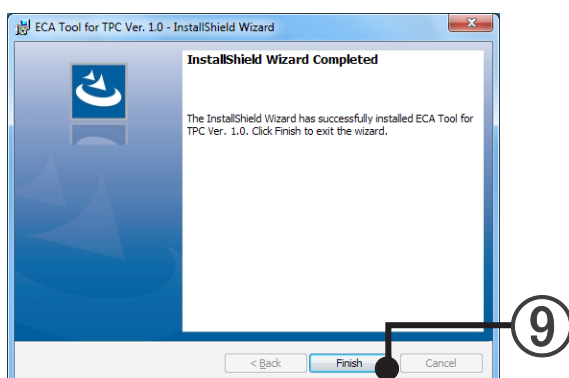 ECA Tool for TPC Ver. 1.0 - InstallShield Wizard
InstallShield Wizard Completed
The InstallShield Wizard has successfully installed ECA Tool for
TPC Ver. 1.0. Click Finish to exit the wizard.
9
< Back Finish Cancel